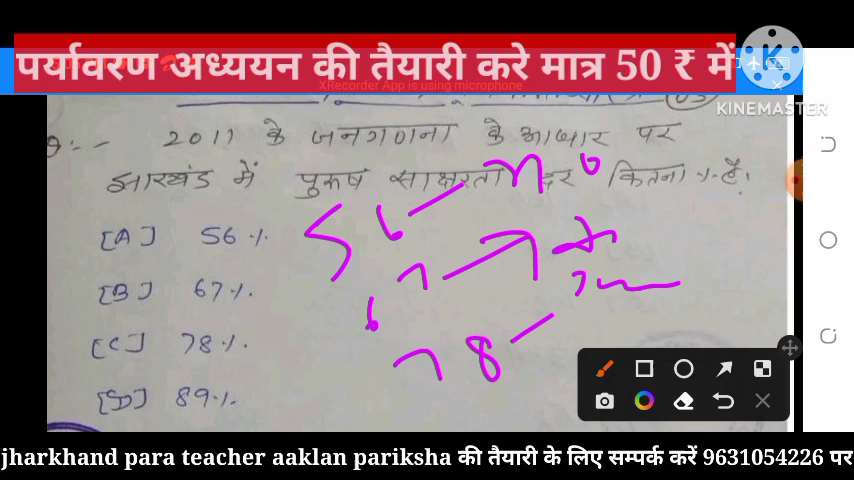 पर्यावरण अध्ययन की तैयारी करे मात्र 50 ₹ में
XRecorder App is using microphone
KINEMASTER
9:- 2011 के जनगणना के आधार पर
झारखंड में पुरुष साक्षरता दर कितना %. है?
[A] 56 %.
[B] 67%.
[C] 78%.
[D] 89%.
56 — म
67 — पु
78 —
jharkhand para teacher aaklan pariksha की तैयारी के लिए सम्पर्क करें 9631054226 पर